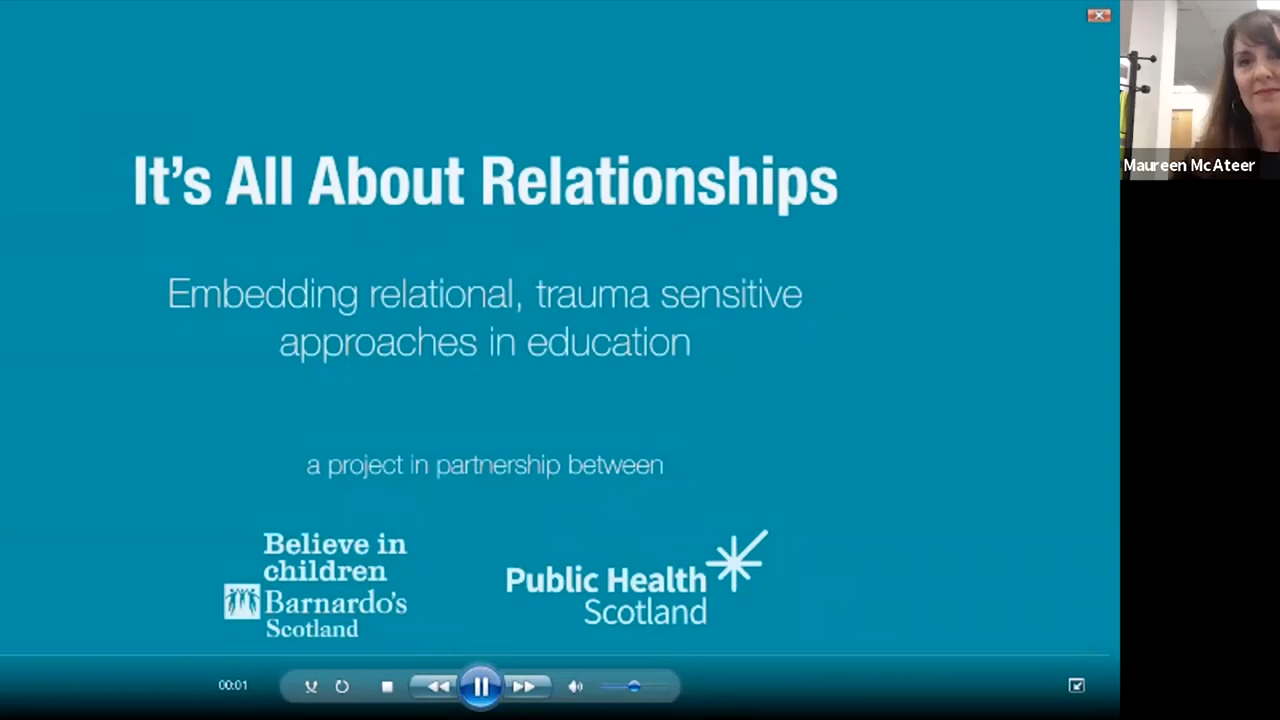 It's All About Relationships
Embedding relational, trauma sensitive
approaches in education
a project in partnership between
Believe in
children
Barnardo's
Scotland
Public Health
Scotland
00:01
Maureen McAteer